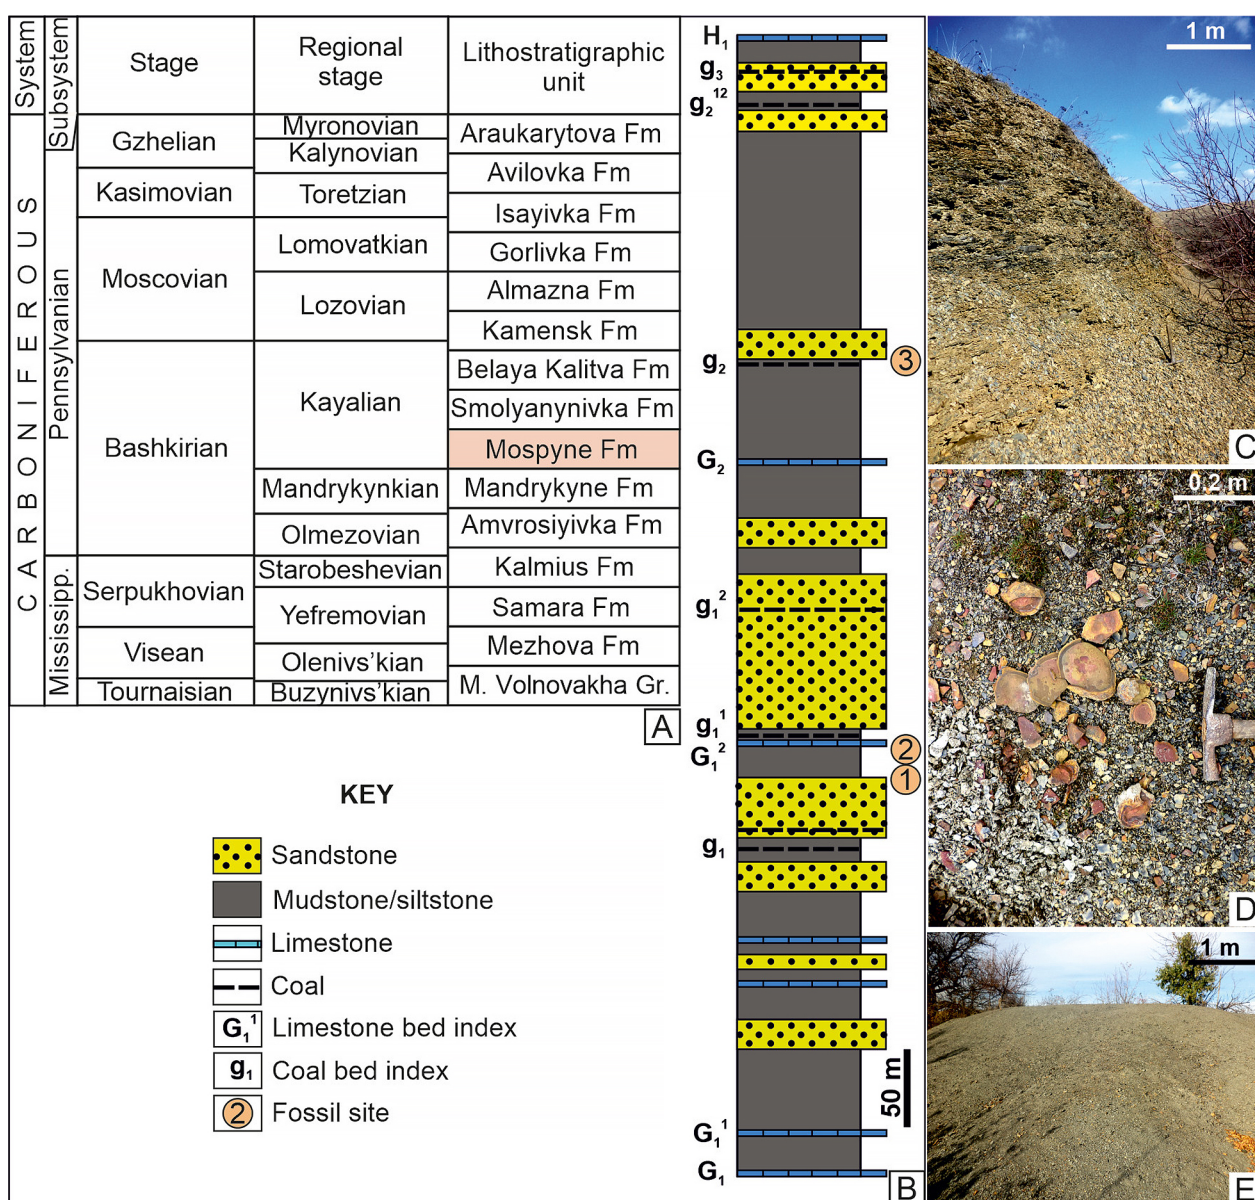 System
Subsystem
Stage
Regional
stage
Lithostratigraphic
unit
CARBONIFEROUS
Pennsylvanian
Mississipp.
Gzhelian
Kasimovian
Moscovian
Bashkirian
Serpukhovian
Visean
Tournaisian
Myronovian
Kalynovian
Toretzian
Lomovatkian
Lozovian
Kayalian
Mandrykynkian
Olmezovian
Starobeshevian
Yefremovian
Olenivs'kian
Buzynivs'kian
Araukarytova Fm
Avilovka Fm
Isayivka Fm
Gorlivka Fm
Almazna Fm
Kamensk Fm
Belaya Kalitva Fm
Smolyanynivka Fm
Mospyne Fm
Mandrykyne Fm
Amvrosiyivka Fm
Kalmius Fm
Samara Fm
Mezhova Fm
M. Volnovakha Gr.
A
KEY
Sandstone
Mudstone/siltstone
Limestone
Coal
G₁¹ Limestone bed index
g₁ Coal bed index
2 Fossil site
H₁
g₃
g₂¹²
g₂
3
G₂
g₁²
g₁¹
G₁²
2
1
g₁
50 m
G₁¹
G₁
B
1 m
C
0.2 m
D
1 m
E